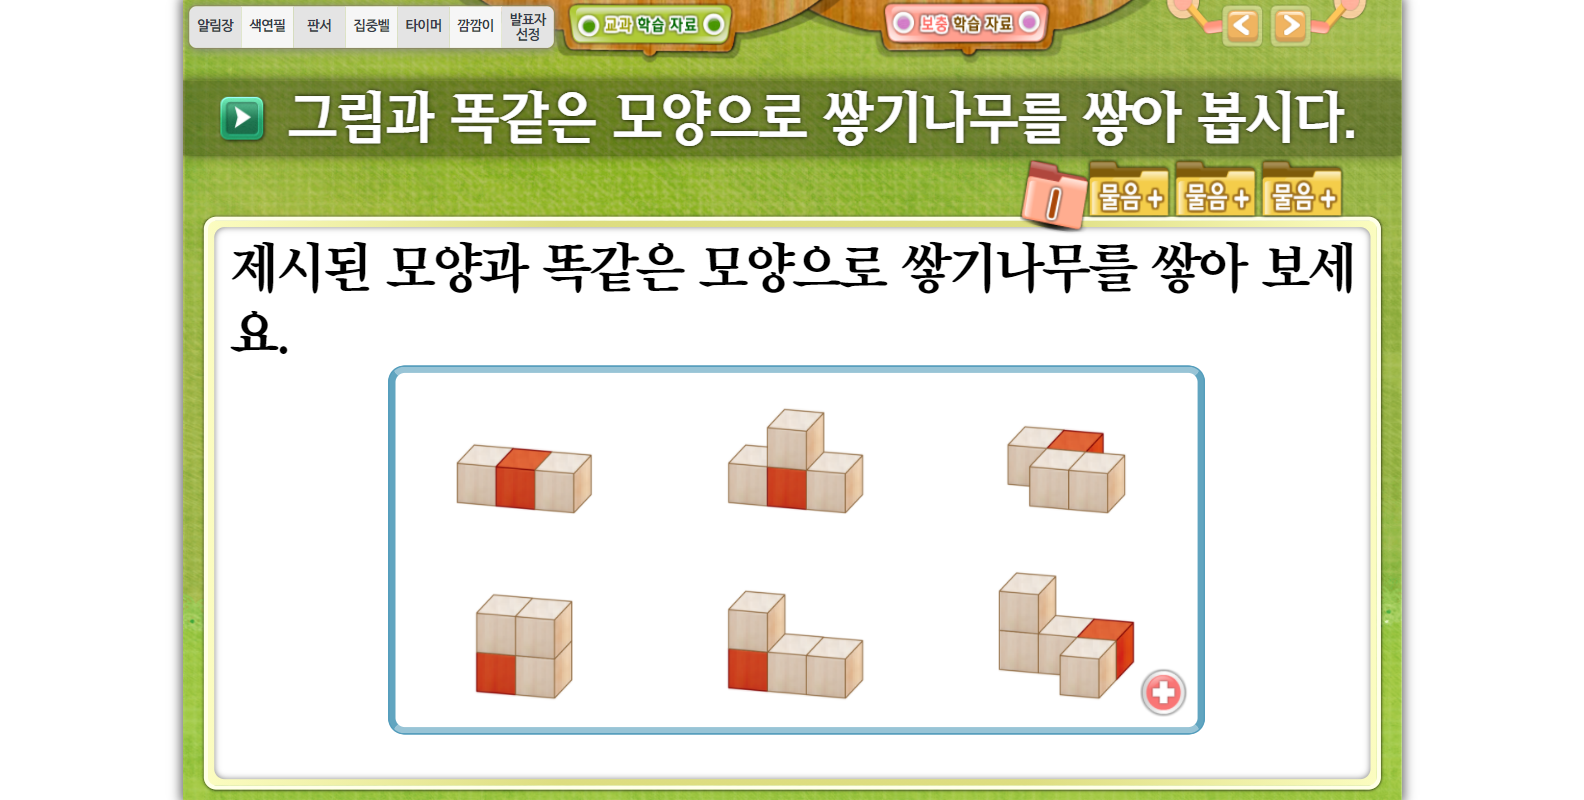 알림장 색연필 판서 집중벨 타이머 깜깜이 발표자
선정
교과 학습 자료
보충 학습 자료
그림과 똑같은 모양으로 쌓기나무를 쌓아 봅시다.
1 물음+ 물음+ 물음+
제시된 모양과 똑같은 모양으로 쌓기나무를 쌓아 보세
요.